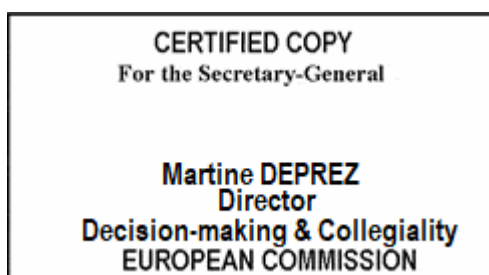 CERTIFIED COPY
For the Secretary-General
Martine DEPREZ
Director
Decision-making & Collegiality
EUROPEAN COMMISSION